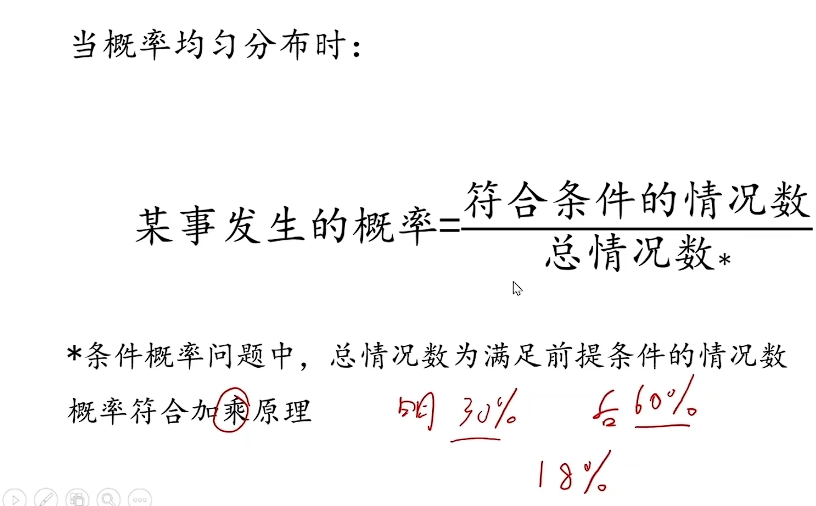 当概率均匀分布时：
某事发生的概率=符合条件的情况数
总情况数*
*条件概率问题中，总情况数为满足前提条件的情况数
概率符合加乘原理
明 30% 后 60%
18%